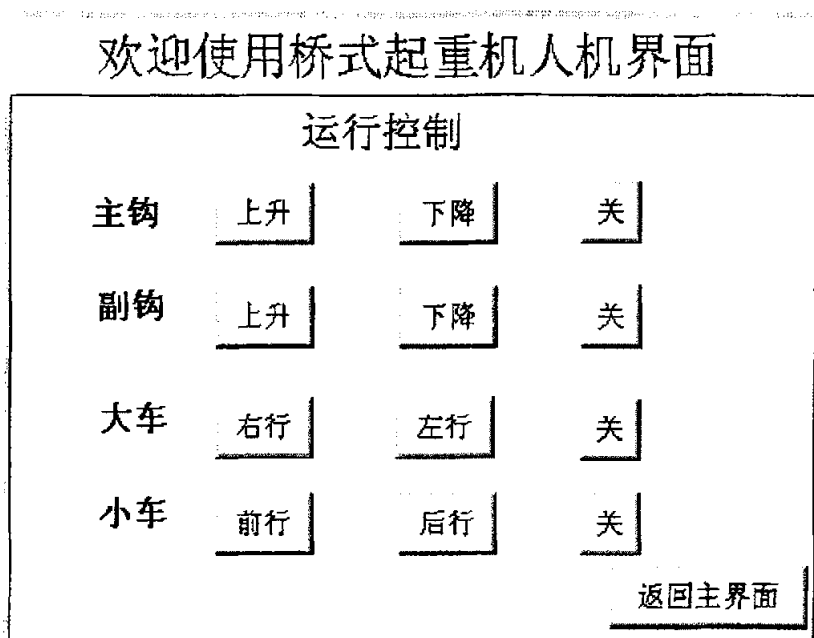 欢迎使用桥式起重机人机界面
运行控制
主钩 上升 下降 关
副钩 上升 下降 关
大车 右行 左行 关
小车 前行 后行 关
返回主界面